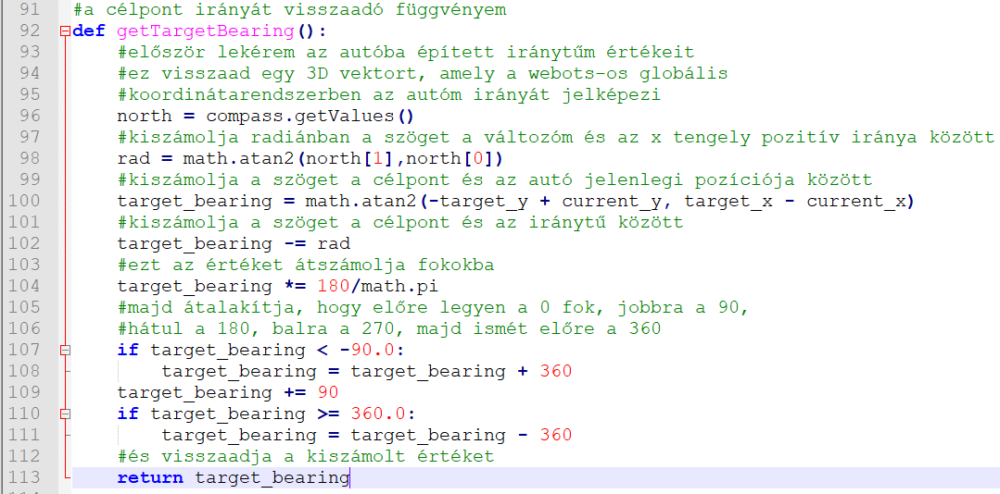 91 #a célpont irányát visszaadó függvényem
92 def getTargetBearing():
93     #először lekérem az autóba épített iránytűm értékeit
94     #ez visszaad egy 3D vektort, amely a webots-os globális
95     #koordinátarendszerben az autóm irányát jelképezi
96     north = compass.getValues()
97     #kiszámolja radiánban a szöget a változóm és az x tengely pozitív iránya között
98     rad = math.atan2(north[1],north[0])
99     #kiszámolja a szöget a célpont és az autó jelenlegi pozíciója között
100     target_bearing = math.atan2(-target_y + current_y, target_x - current_x)
101     #kiszámolja a szöget a célpont és az iránytű között
102     target_bearing -= rad
103     #ezt az értéket átszámolja fokokba
104     target_bearing *= 180/math.pi
105     #majd átalakítja, hogy előre legyen a 0 fok, jobbra a 90,
106     #hátul a 180, balra a 270, majd ismét előre a 360
107     if target_bearing < -90.0:
108         target_bearing = target_bearing + 360
109     target_bearing += 90
110     if target_bearing >= 360.0:
111         target_bearing = target_bearing - 360
112     #és visszaadja a kiszámolt értéket
113     return target_bearing